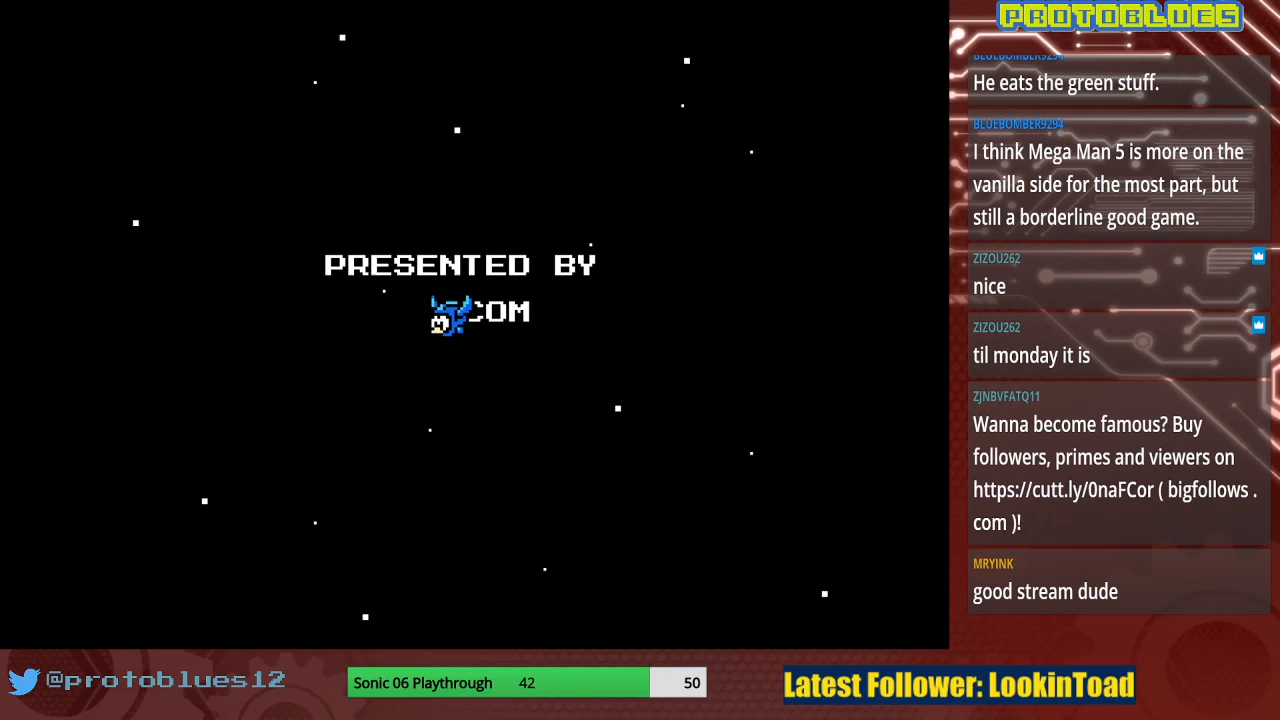 PROTOBLUES
BLUEBOMBER9294
He eats the green stuff.
BLUEBOMBER9294
I think Mega Man 5 is more on the
vanilla side for the most part, but
still a borderline good game.
ZIZOU262
nice
ZIZOU262
til monday it is
ZJNBVFATQ11
Wanna become famous? Buy
followers, primes and viewers on
https://cutt.ly/0naFCor ( bigfollows .
com )!
MRYINK
good stream dude
PRESENTED BY
COM
@protoblues12
Sonic 06 Playthrough 42 50
Latest Follower: LookinToad